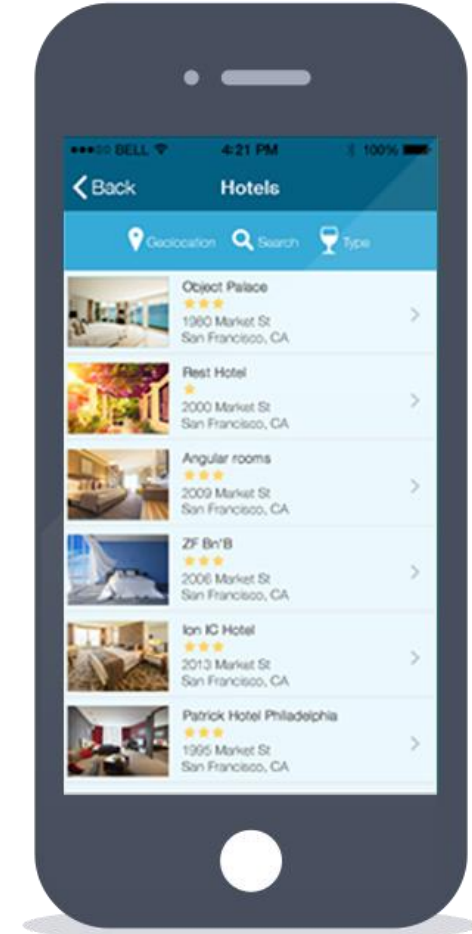 BELL 4:21 PM 100%
Back Hotels
Geolocation Search Type
Object Palace
1980 Market St
San Francisco, CA
Rest Hotel
2000 Market St
San Francisco, CA
Angular rooms
2009 Market St
San Francisco, CA
ZF Bn'B
2006 Market St
San Francisco, CA
Ion IC Hotel
2013 Market St
San Francisco, CA
Patrick Hotel Philadelphia
1995 Market St
San Francisco, CA